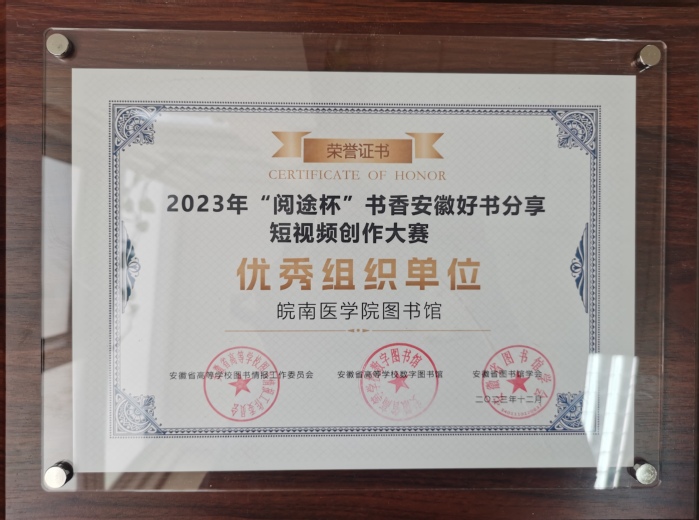 荣誉证书
CERTIFICATE OF HONOR
2023年“阅途杯”书香安徽好书分享
短视频创作大赛
优秀组织单位
皖南医学院图书馆
安徽省高等学校图书情报工作委员会
安徽省高等学校数字图书馆
安徽省图书馆学会
二〇二三年十二月